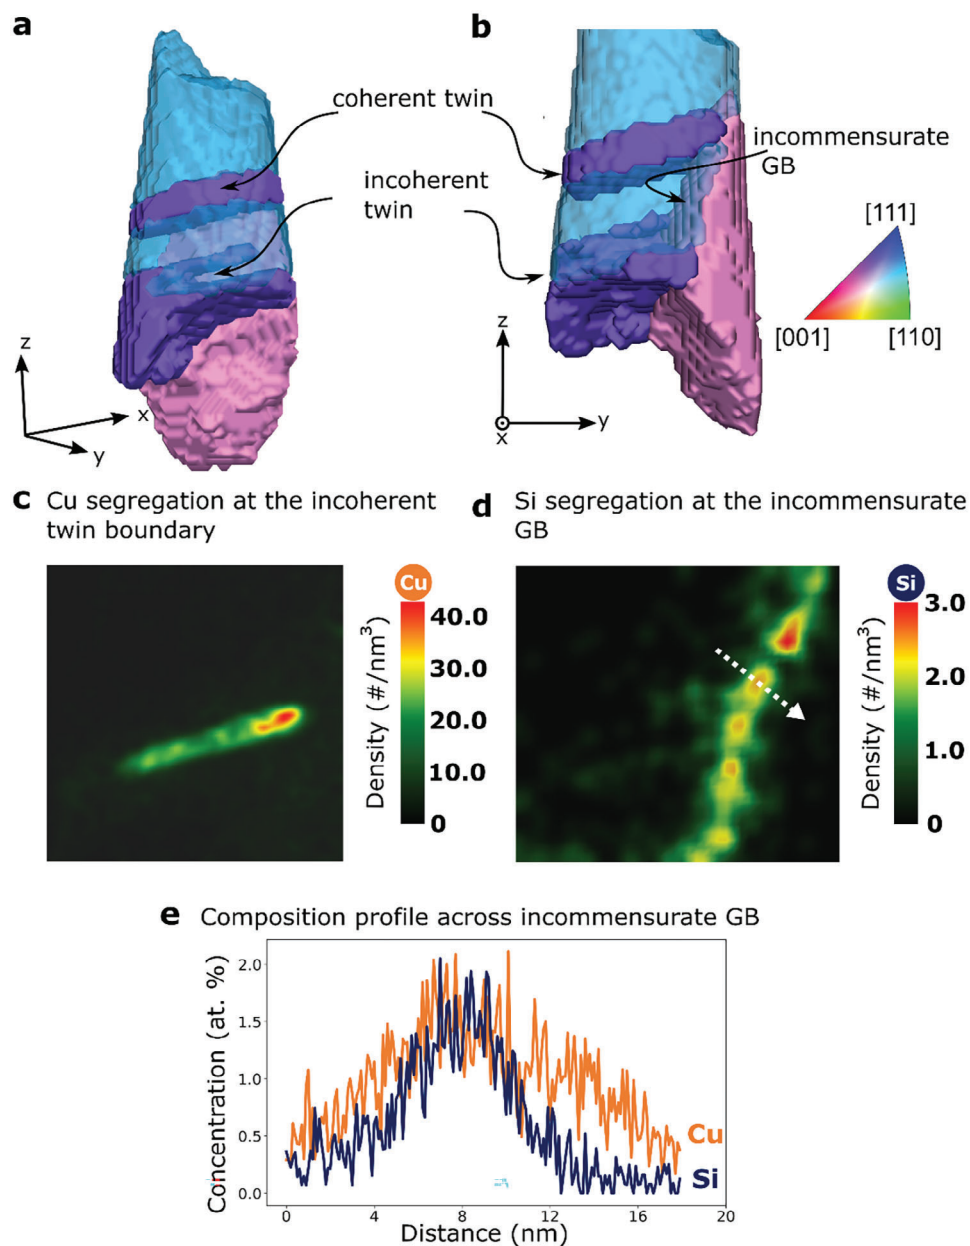 a
b
coherent twin
incoherent
twin
incommensurate
GB
[111]
[001]
[110]
z
x
y
z
x
y
c Cu segregation at the incoherent
twin boundary
d Si segregation at the incommensurate
GB
Cu
40.0
30.0
20.0
10.0
0
Density (#/nm³)
Si
3.0
2.0
1.0
0
Density (#/nm³)
e Composition profile across incommensurate GB
Concentration (at. %)
2.0
1.5
1.0
0.5
0.0
Cu
Si
0
4
8
12
16
20
Distance (nm)